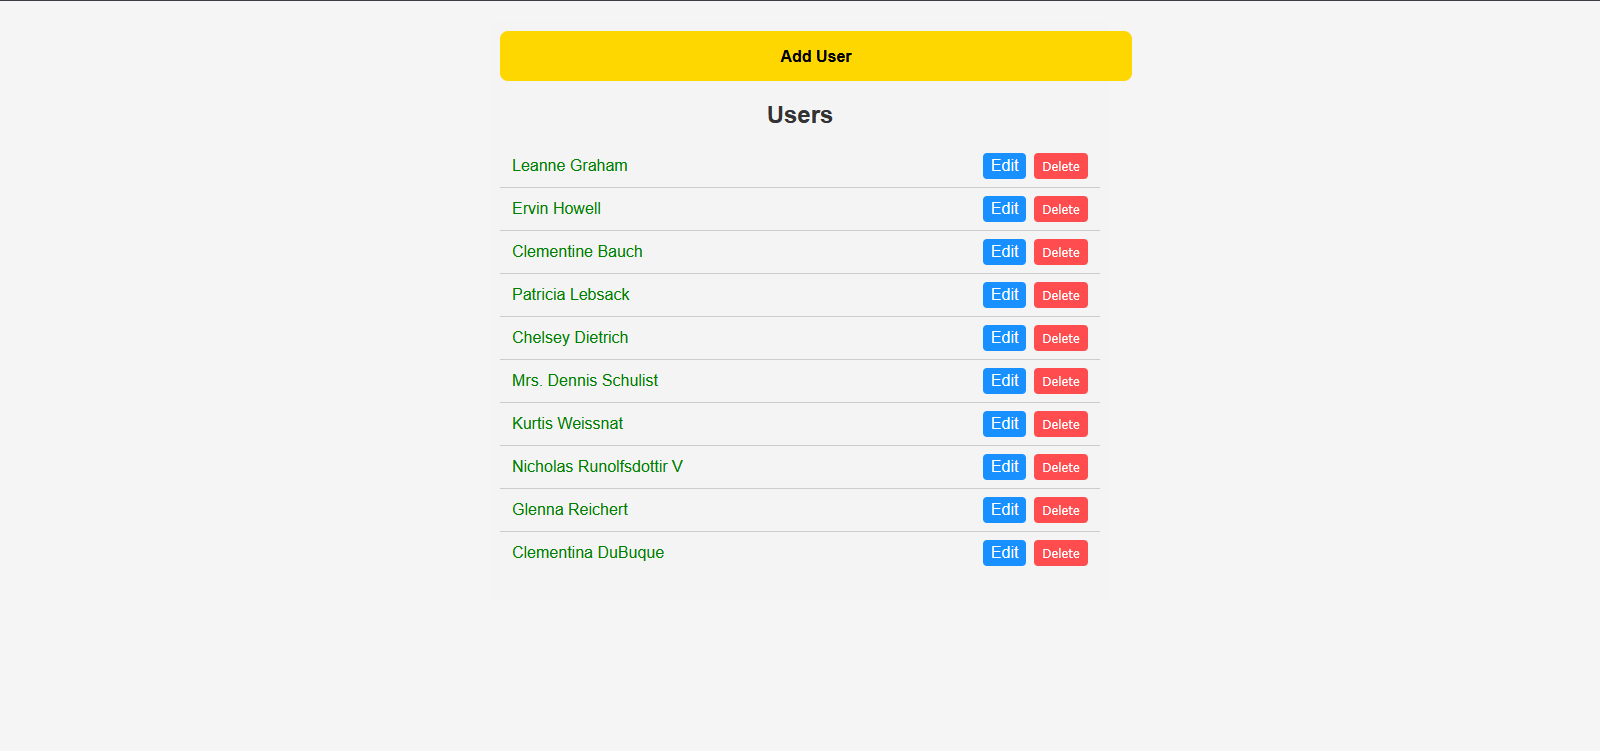 Add User
Users
Leanne Graham Edit Delete
Ervin Howell Edit Delete
Clementine Bauch Edit Delete
Patricia Lebsack Edit Delete
Chelsey Dietrich Edit Delete
Mrs. Dennis Schulist Edit Delete
Kurtis Weissnat Edit Delete
Nicholas Runolfsdottir V Edit Delete
Glenna Reichert Edit Delete
Clementina DuBuque Edit Delete